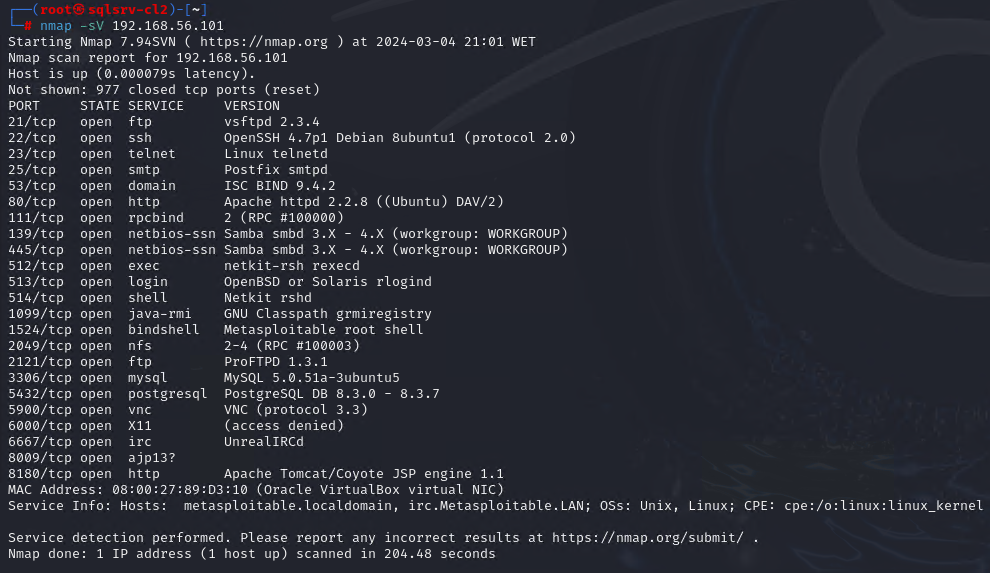 ┌──(root㉿sqlsrv-cl2)-[~]
└─# nmap -sV 192.168.56.101
Starting Nmap 7.94SVN ( https://nmap.org ) at 2024-03-04 21:01 WET
Nmap scan report for 192.168.56.101
Host is up (0.000079s latency).
Not shown: 977 closed tcp ports (reset)
PORT     STATE SERVICE     VERSION
21/tcp   open  ftp         vsftpd 2.3.4
22/tcp   open  ssh         OpenSSH 4.7p1 Debian 8ubuntu1 (protocol 2.0)
23/tcp   open  telnet      Linux telnetd
25/tcp   open  smtp        Postfix smtpd
53/tcp   open  domain      ISC BIND 9.4.2
80/tcp   open  http        Apache httpd 2.2.8 ((Ubuntu) DAV/2)
111/tcp  open  rpcbind     2 (RPC #100000)
139/tcp  open  netbios-ssn Samba smbd 3.X - 4.X (workgroup: WORKGROUP)
445/tcp  open  netbios-ssn Samba smbd 3.X - 4.X (workgroup: WORKGROUP)
512/tcp  open  exec        netkit-rsh rexecd
513/tcp  open  login       OpenBSD or Solaris rlogind
514/tcp  open  shell       Netkit rshd
1099/tcp open  java-rmi    GNU Classpath grmiregistry
1524/tcp open  bindshell   Metasploitable root shell
2049/tcp open  nfs         2-4 (RPC #100003)
2121/tcp open  ftp         ProFTPD 1.3.1
3306/tcp open  mysql       MySQL 5.0.51a-3ubuntu5
5432/tcp open  postgresql  PostgreSQL DB 8.3.0 - 8.3.7
5900/tcp open  vnc         VNC (protocol 3.3)
6000/tcp open  X11         (access denied)
6667/tcp open  irc         UnrealIRCd
8009/tcp open  ajp13?
8180/tcp open  http        Apache Tomcat/Coyote JSP engine 1.1
MAC Address: 08:00:27:89:D3:10 (Oracle VirtualBox virtual NIC)
Service Info: Hosts:  metasploitable.localdomain, irc.Metasploitable.LAN; OSs: Unix, Linux; CPE: cpe:/o:linux:linux_kernel
Service detection performed. Please report any incorrect results at https://nmap.org/submit/ .
Nmap done: 1 IP address (1 host up) scanned in 204.48 seconds